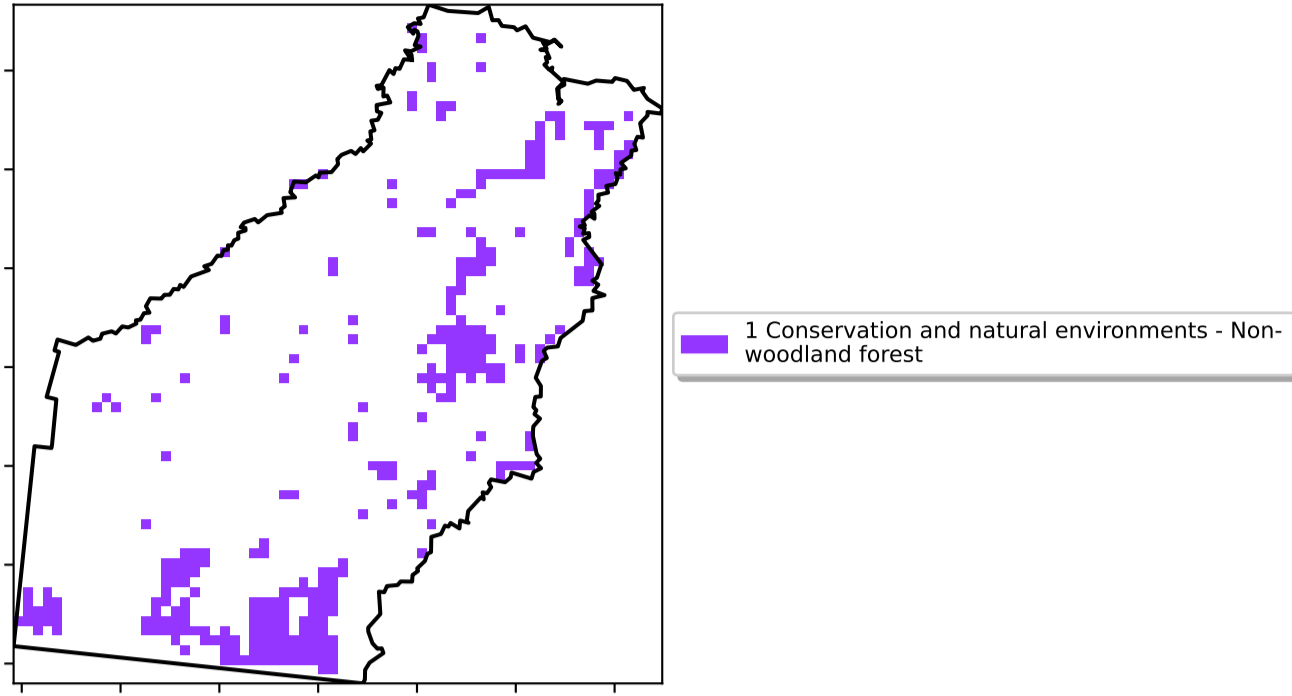 1 Conservation and natural environments - Non-
woodland forest